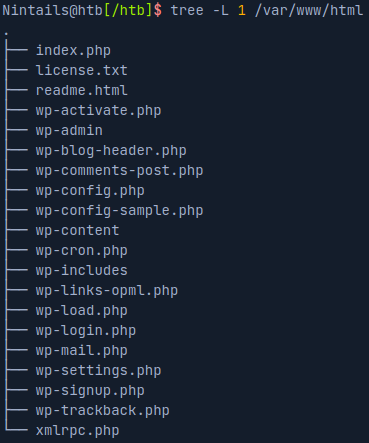 Nintails@htb[/htb]$ tree -L 1 /var/www/html
.
├── index.php
├── license.txt
├── readme.html
├── wp-activate.php
├── wp-admin
├── wp-blog-header.php
├── wp-comments-post.php
├── wp-config.php
├── wp-config-sample.php
├── wp-content
├── wp-cron.php
├── wp-includes
├── wp-links-opml.php
├── wp-load.php
├── wp-login.php
├── wp-mail.php
├── wp-settings.php
├── wp-signup.php
├── wp-trackback.php
└── xmlrpc.php